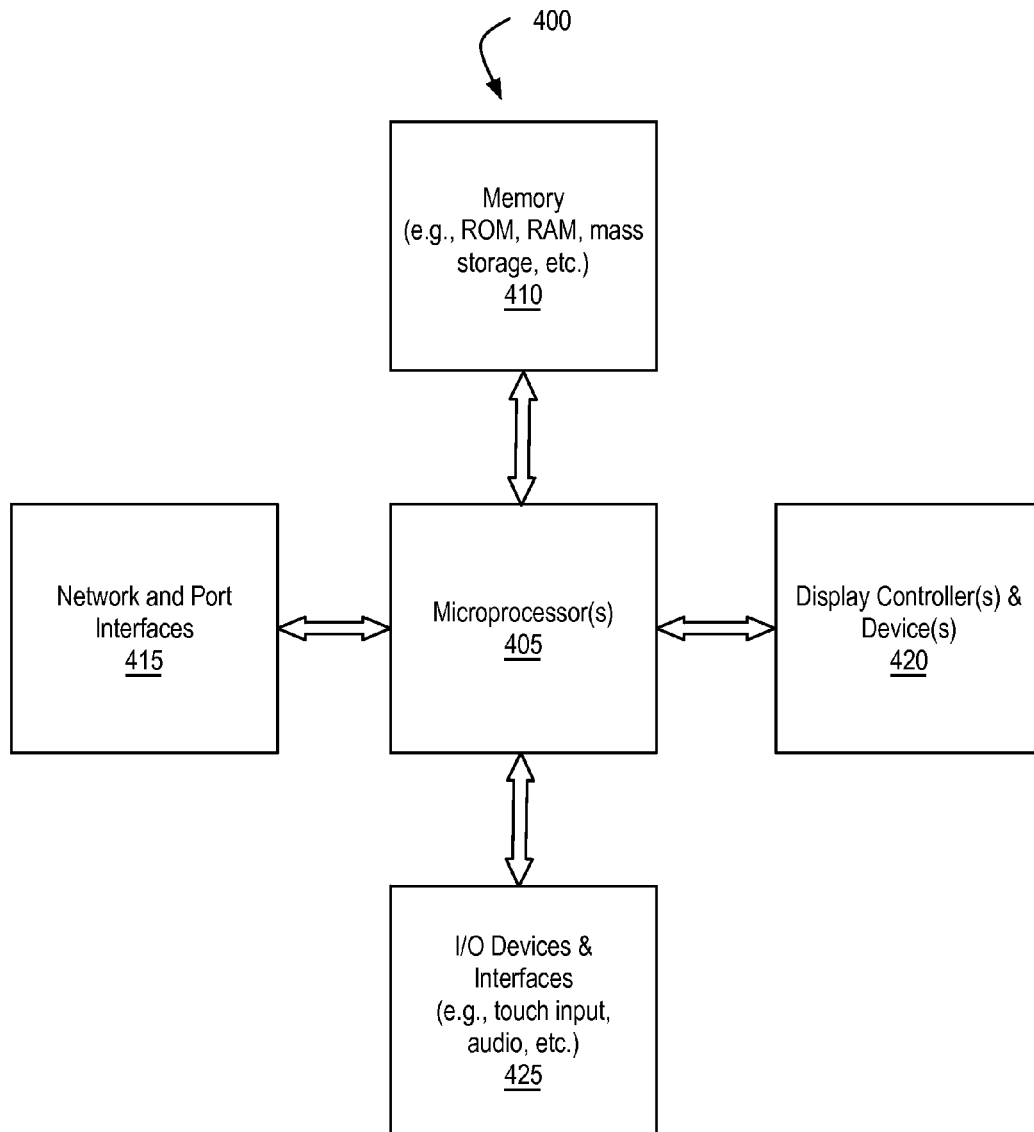 400
Memory
(e.g., ROM, RAM, mass
storage, etc.)
410
Network and Port
Interfaces
415
Microprocessor(s)
405
Display Controller(s) &
Device(s)
420
I/O Devices &
Interfaces
(e.g., touch input,
audio, etc.)
425